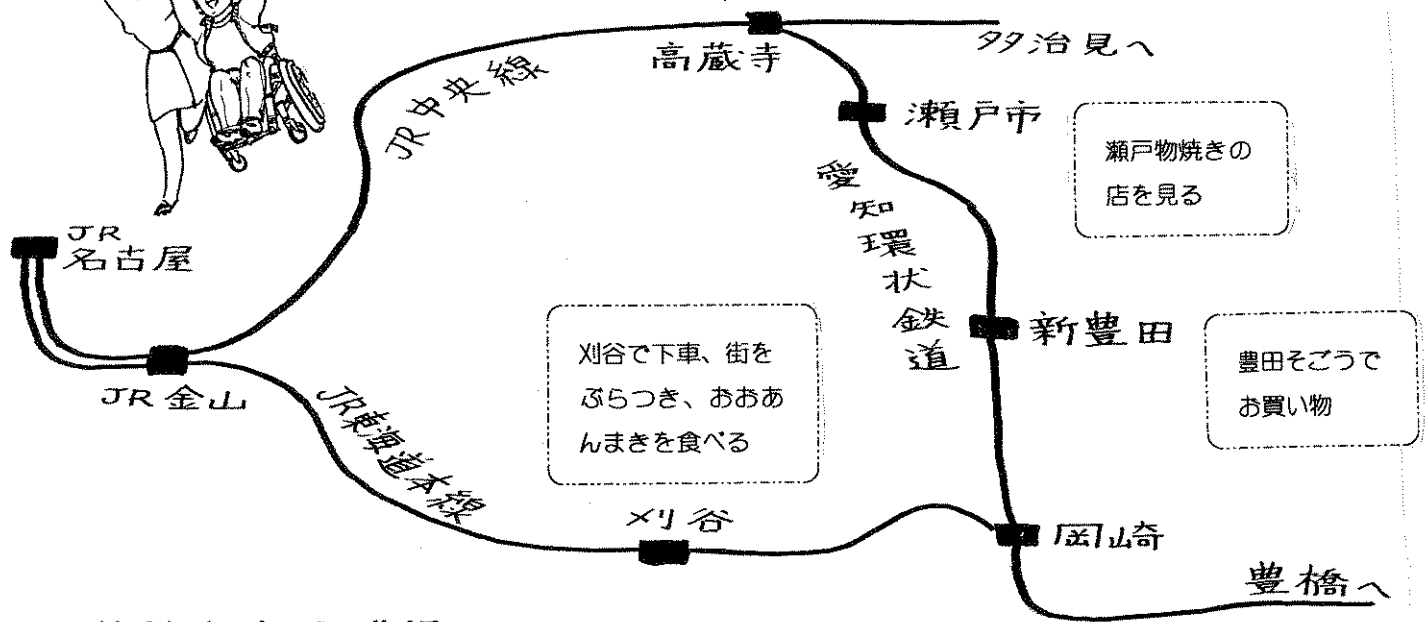 高蔵寺
多治見へ
JR中央線
瀬戸市
瀬戸物焼きの
店を見る
愛知環状鉄道
JR
名古屋
新豊田
豊田そごうで
お買い物
刈谷で下車、街を
ぶらつき、おおあ
んまきを食べる
JR金山
JR東海道本線
刈谷
岡崎
豊橋へ